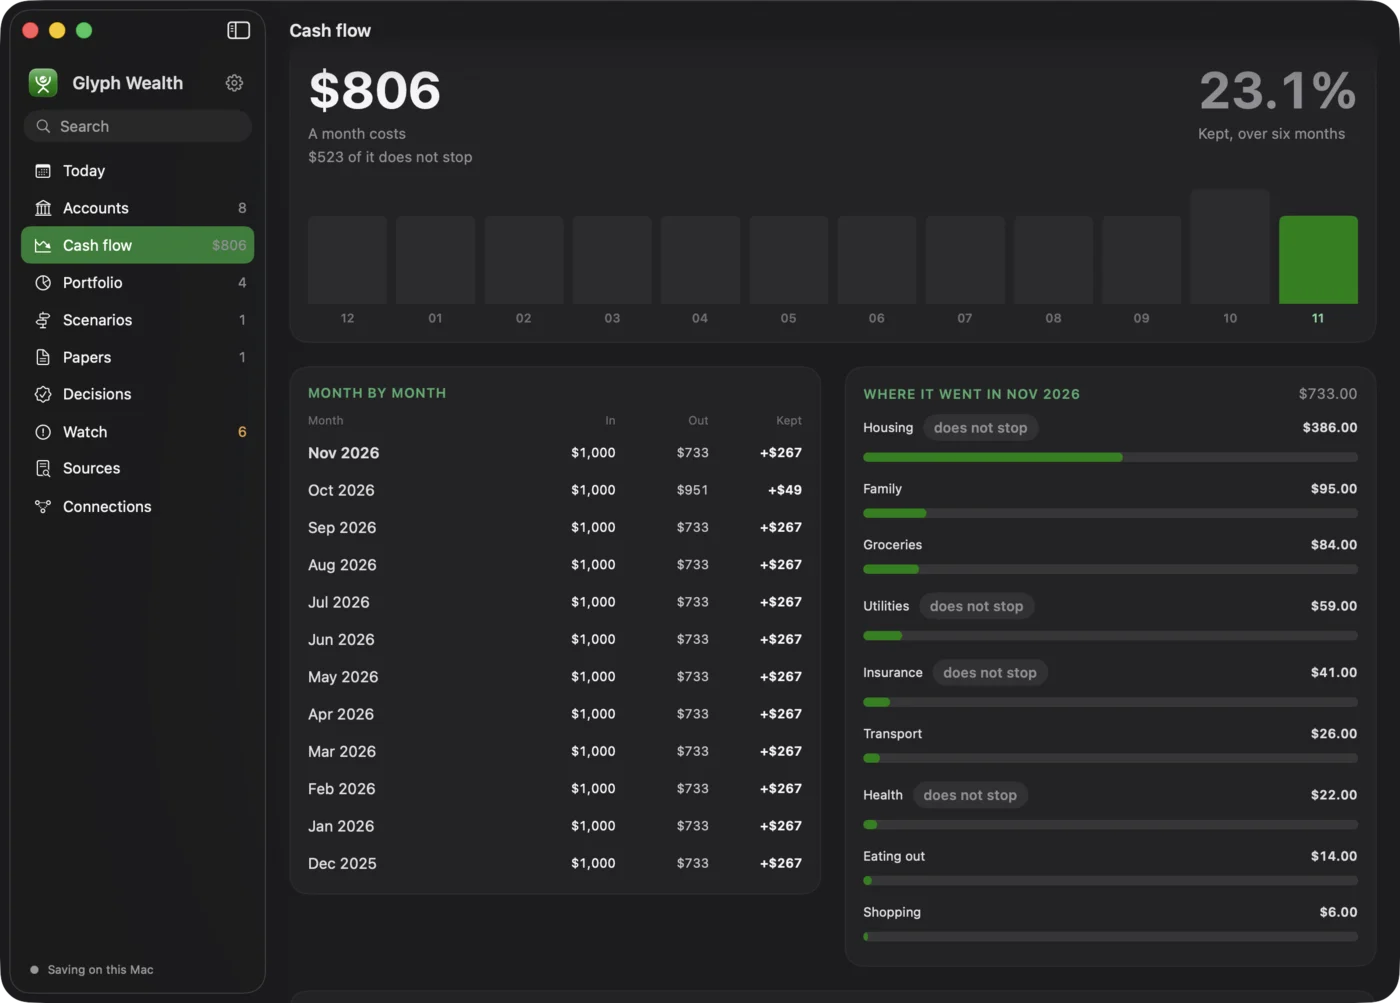 Cash flow
Glyph Wealth
Search
Today
Accounts 8
Cash flow $806
Portfolio 4
Scenarios 1
Papers 1
Decisions
Watch 6
Sources
Connections
Saving on this Mac
$806
A month costs
$523 of it does not stop
23.1%
Kept, over six months
12 01 02 03 04 05 06 07 08 09 10 11
MONTH BY MONTH
Month In Out Kept
Nov 2026 $1,000 $733 +$267
Oct 2026 $1,000 $951 +$49
Sep 2026 $1,000 $733 +$267
Aug 2026 $1,000 $733 +$267
Jul 2026 $1,000 $733 +$267
Jun 2026 $1,000 $733 +$267
May 2026 $1,000 $733 +$267
Apr 2026 $1,000 $733 +$267
Mar 2026 $1,000 $733 +$267
Feb 2026 $1,000 $733 +$267
Jan 2026 $1,000 $733 +$267
Dec 2025 $1,000 $733 +$267
WHERE IT WENT IN NOV 2026 $733.00
Housing does not stop $386.00
Family $95.00
Groceries $84.00
Utilities does not stop $59.00
Insurance does not stop $41.00
Transport $26.00
Health does not stop $22.00
Eating out $14.00
Shopping $6.00